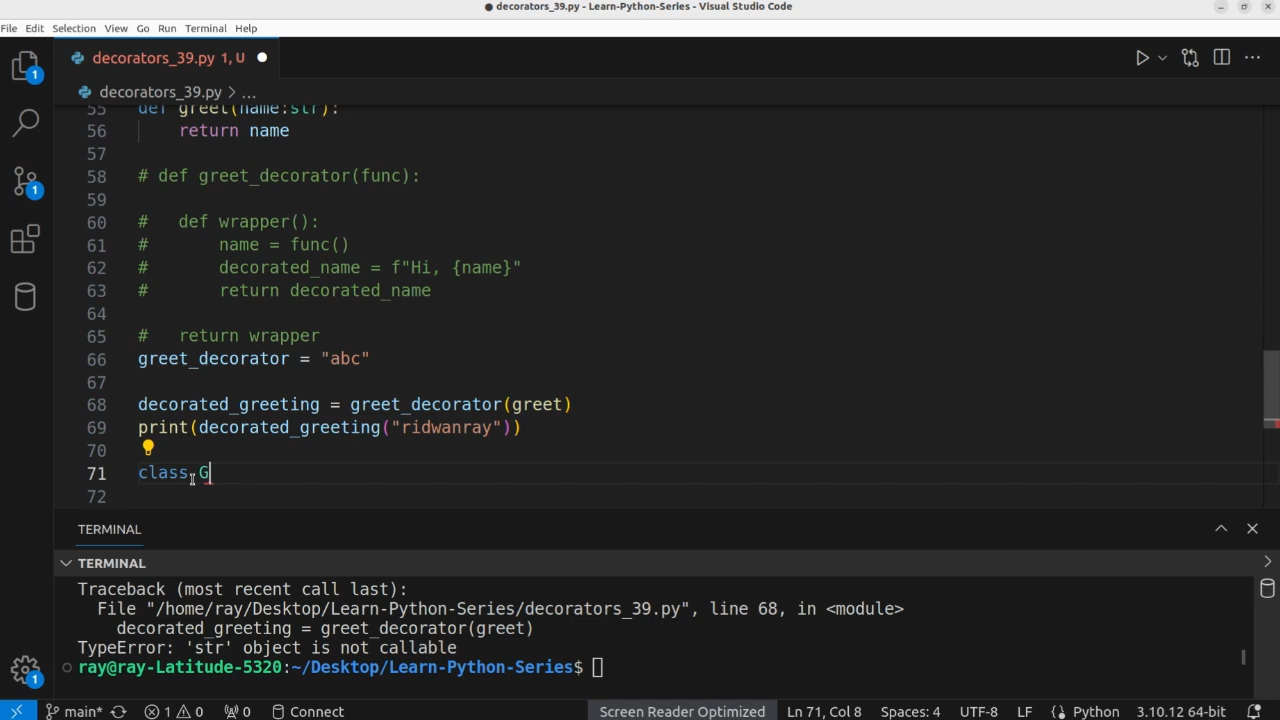 decorators_39.py - Learn-Python-Series - Visual Studio Code
File Edit Selection View Go Run Terminal Help
decorators_39.py 1, U
decorators_39.py > ...
55 def greet(name:str):
56 return name
57
58 # def greet_decorator(func):
59
60 # def wrapper():
61 # name = func()
62 # decorated_name = f"Hi, {name}"
63 # return decorated_name
64
65 # return wrapper
66 greet_decorator = "abc"
67
68 decorated_greeting = greet_decorator(greet)
69 print(decorated_greeting("ridwanray"))
70
71 class G
72
TERMINAL
TERMINAL
Traceback (most recent call last):
File "/home/ray/Desktop/Learn-Python-Series/decorators_39.py", line 68, in <module>
decorated_greeting = greet_decorator(greet)
TypeError: 'str' object is not callable
ray@ray-Latitude-5320:~/Desktop/Learn-Python-Series$
1
1
1
main* 1 0 0 Connect Screen Reader Optimized Ln 71, Col 8 Spaces: 4 UTF-8 LF Python 3.10.12 64-bit